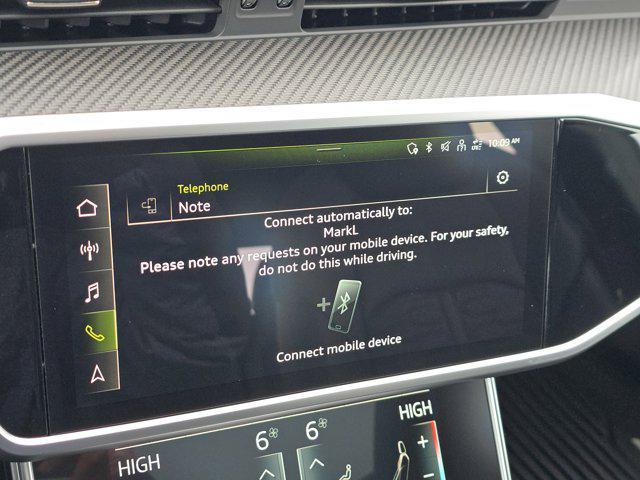 10:09 AM
Telephone
Note
Connect automatically to:
MarkL
Please note any requests on your mobile device. For your safety,
do not do this while driving.
Connect mobile device
HIGH
6
6
HIGH